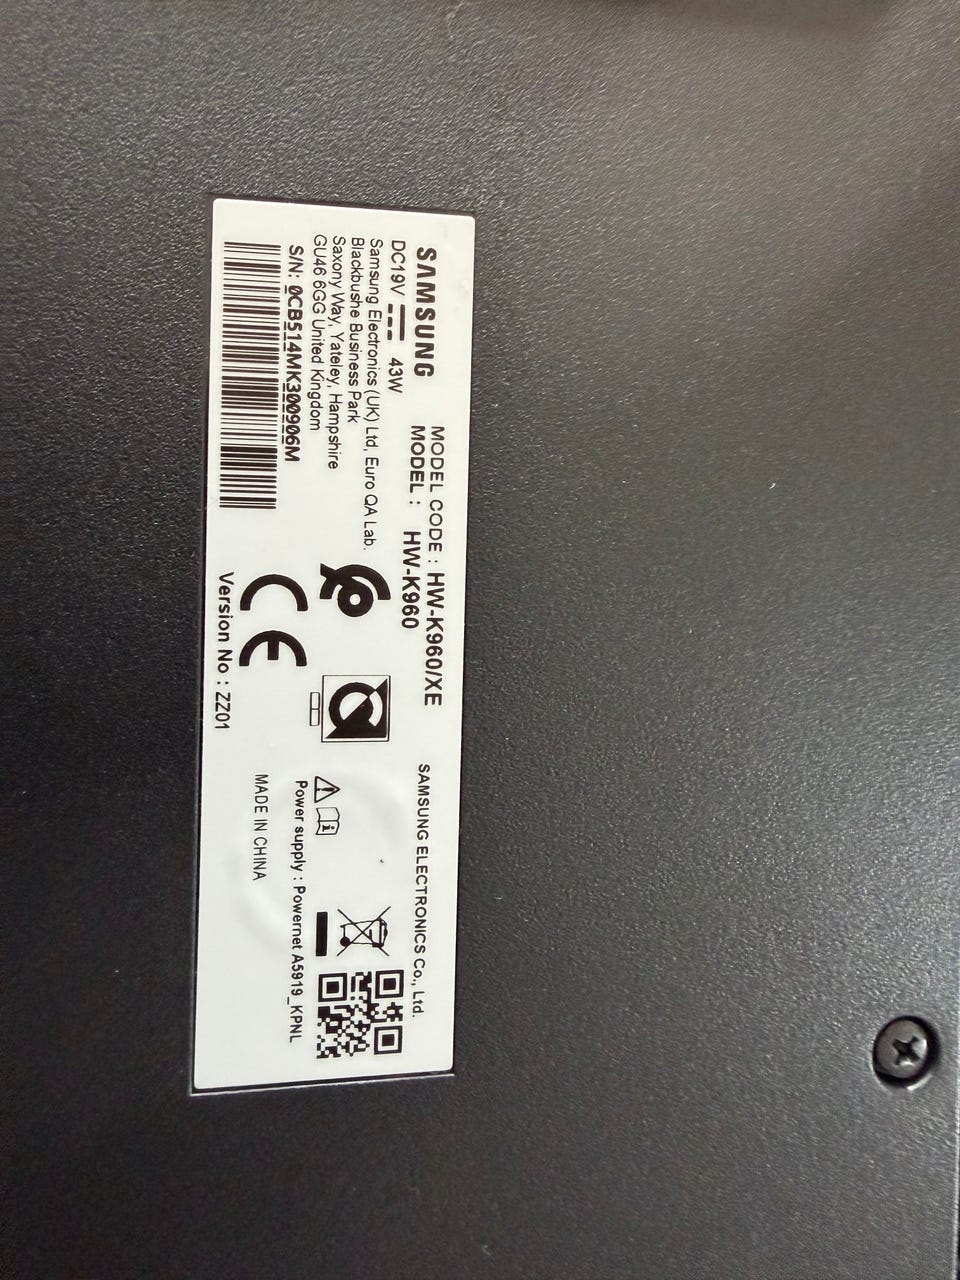 SAMSUNG
DC19V 43W
MODEL CODE : HW-K960/XE
MODEL : HW-K960
Samsung Electronics (UK) Ltd, Euro QA Lab.
Blackbushe Business Park
Saxony Way, Yateley, Hampshire
GU46 6GG United Kingdom
S/N: 0CB514MK300906M
CE
Version No : ZZ01
SAMSUNG ELECTRONICS Co., Ltd.
Power supply : Powernet A5919_KPNL
MADE IN CHINA